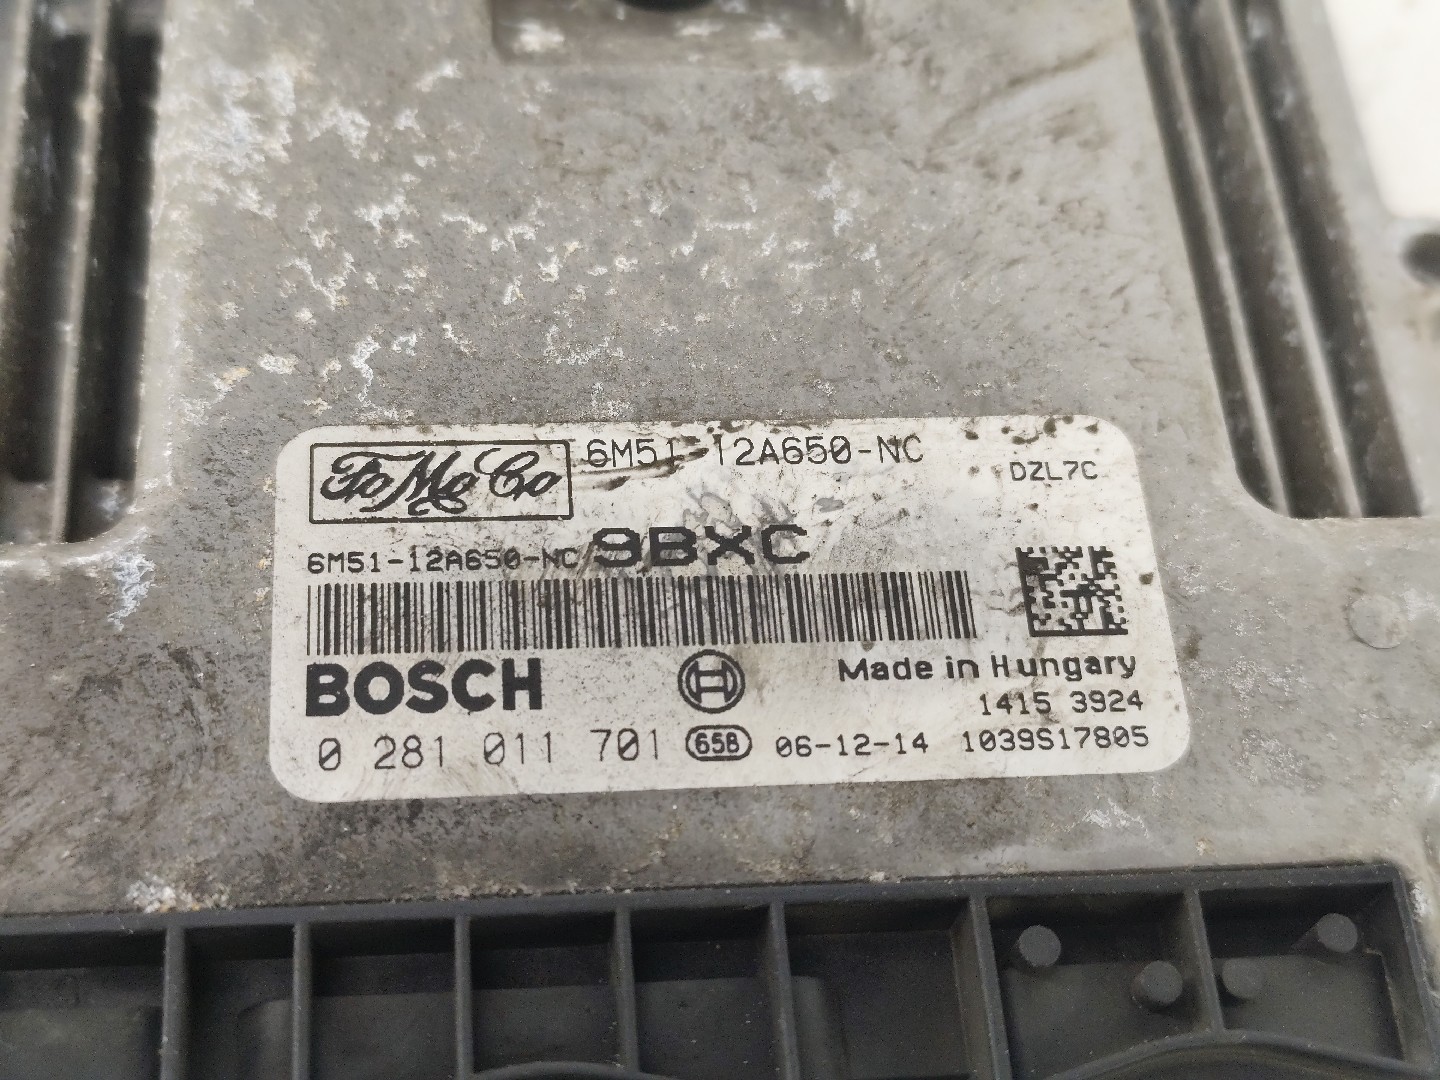 FoMoCo 6M51-12A650-NC
DZL7C
6M51-12A650-NC 9BXC
BOSCH
Made in Hungary
1415 3924
0 281 011 701 658 06-12-14 1039S17805